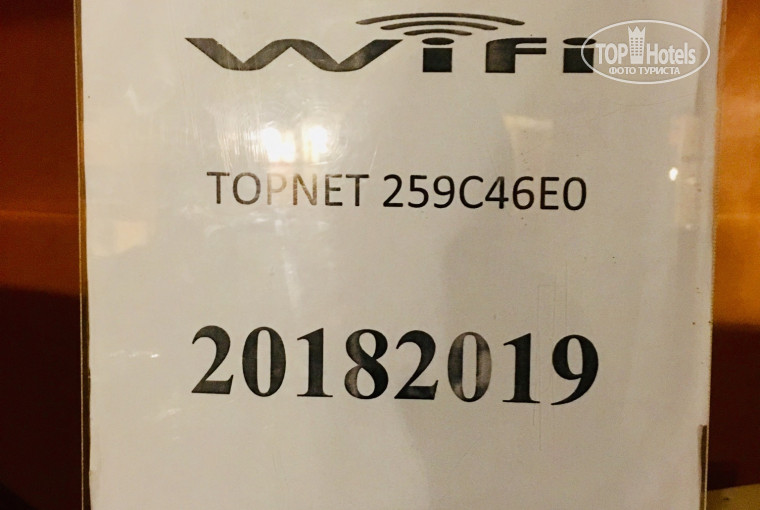 WiFi
TOP Hotels
ФОТО ТУРИСТА
TOPNET 259C46E0
20182019